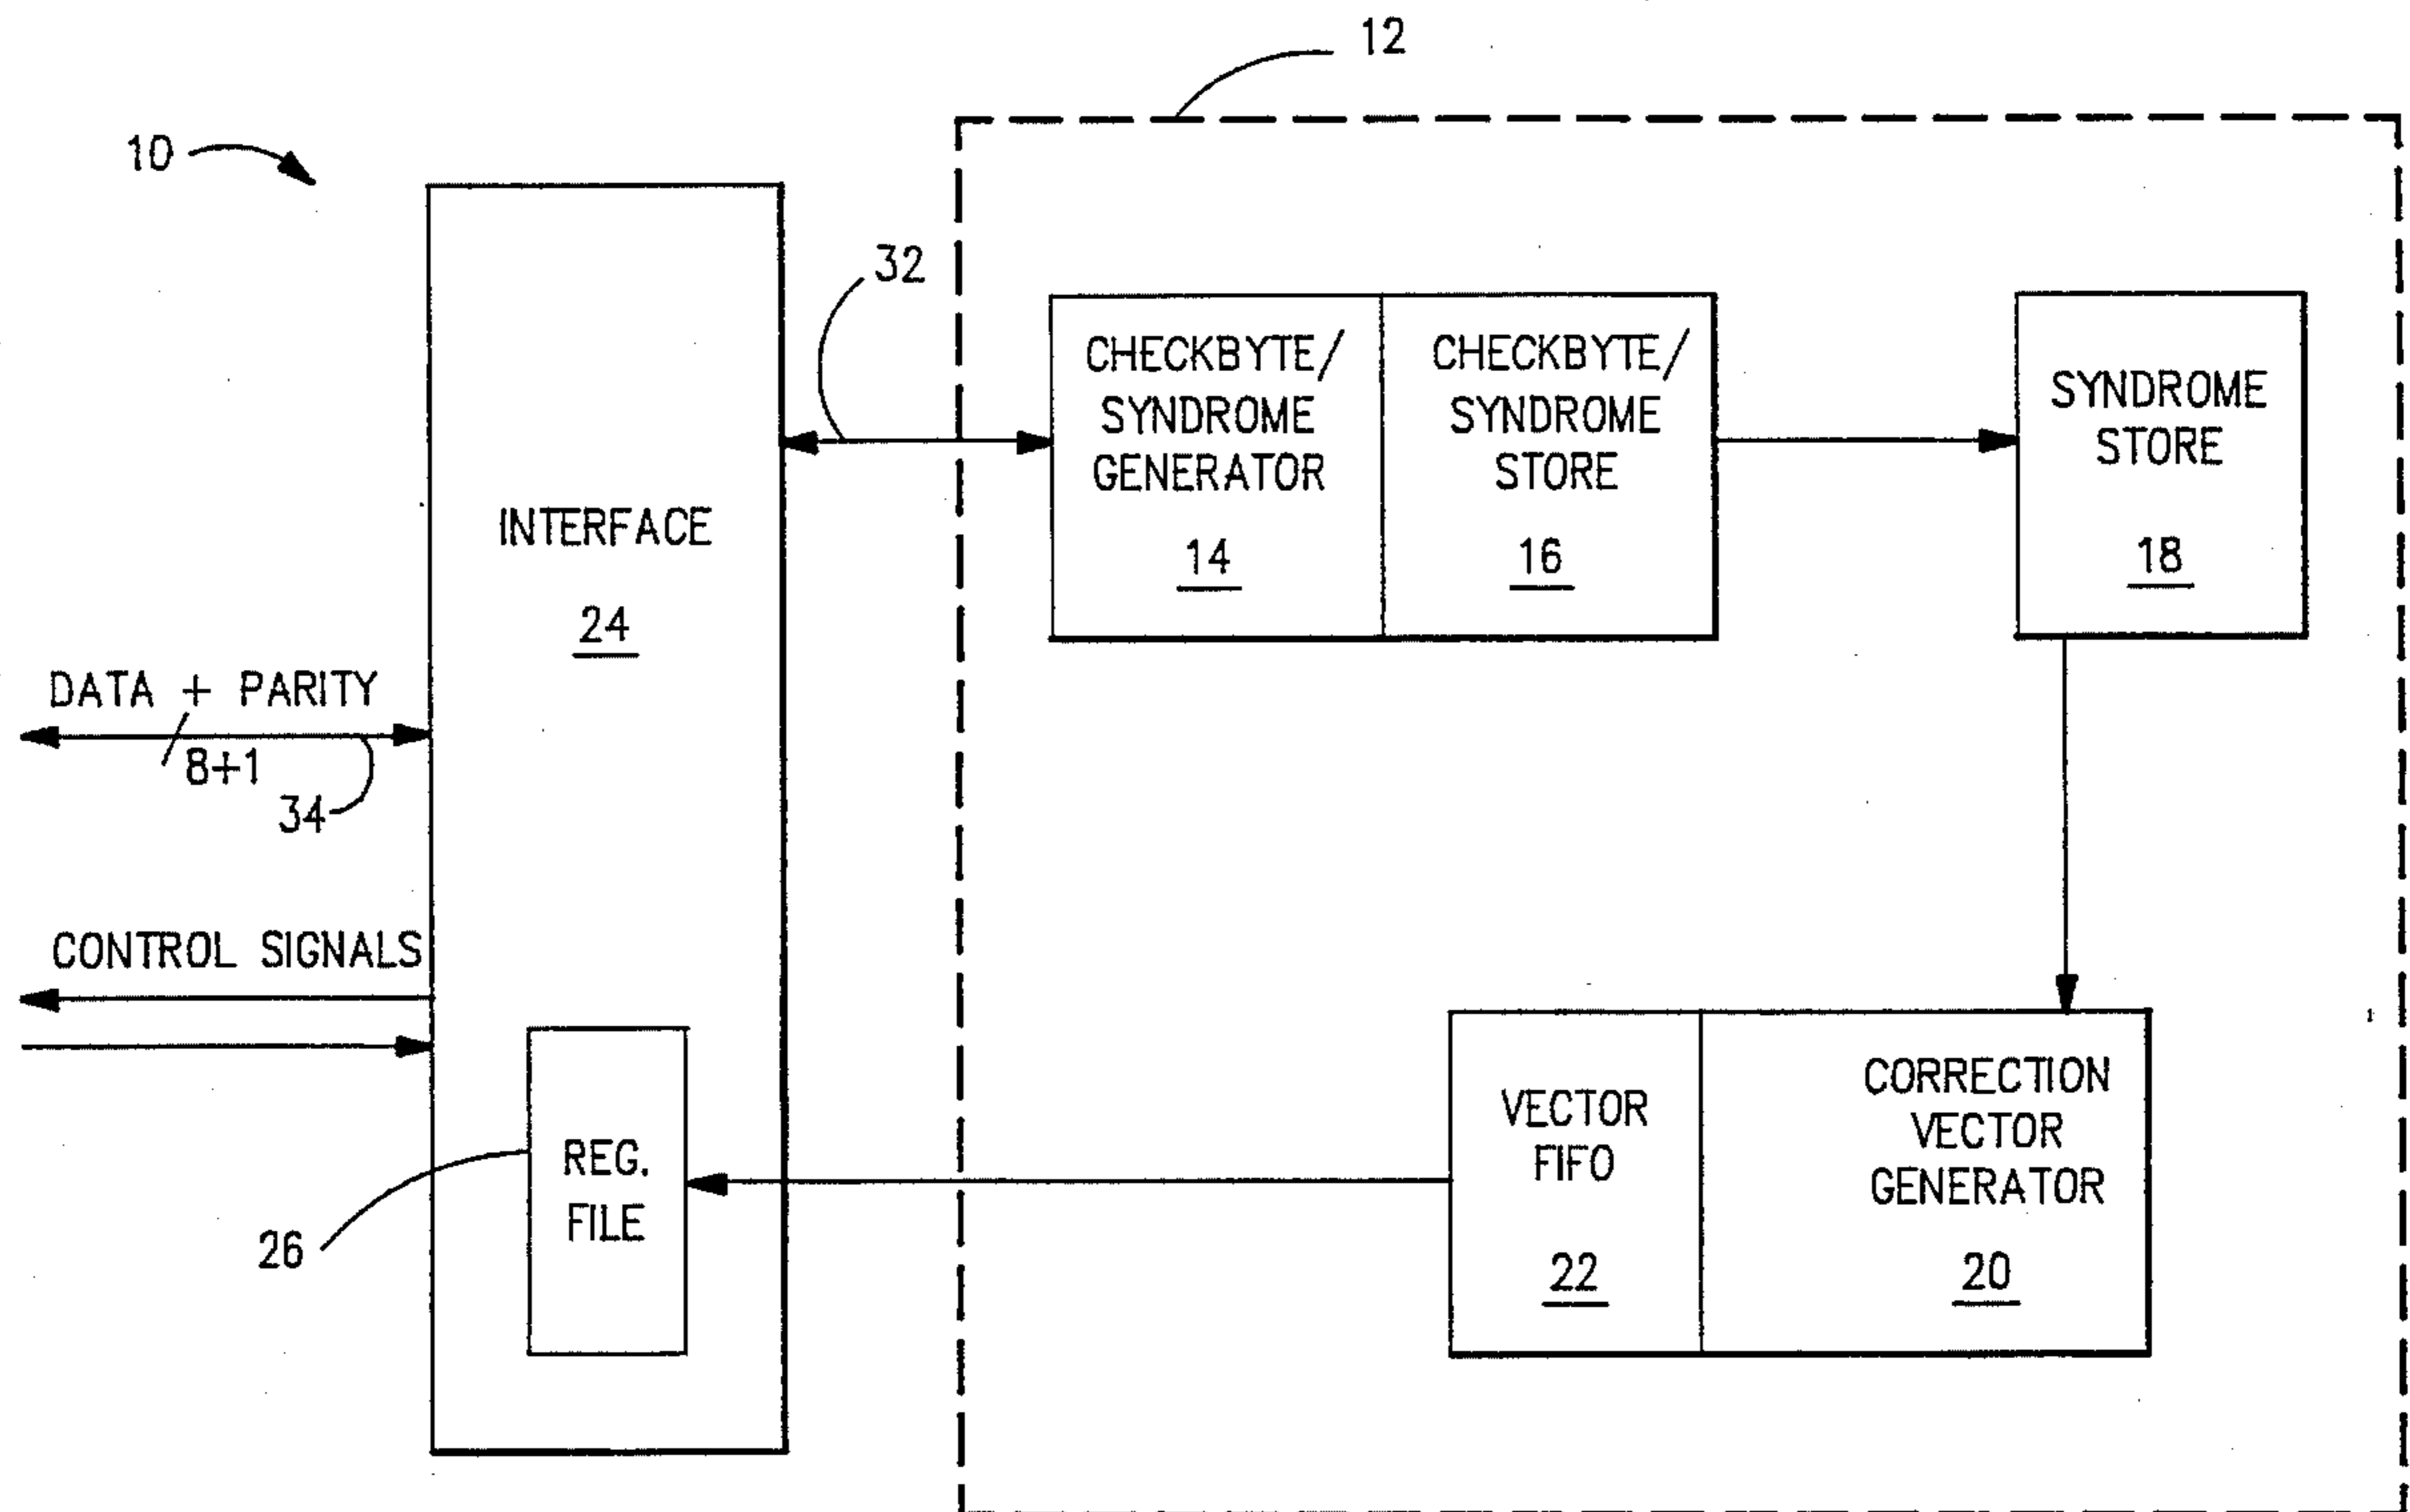 12
10
32
CHECKBYTE/
SYNDROME
GENERATOR
14
CHECKBYTE/
SYNDROME
STORE
16
SYNDROME
STORE
18
INTERFACE
24
DATA + PARITY
8+1
34
CONTROL SIGNALS
REG.
FILE
26
VECTOR
FIFO
22
CORRECTION
VECTOR
GENERATOR
20